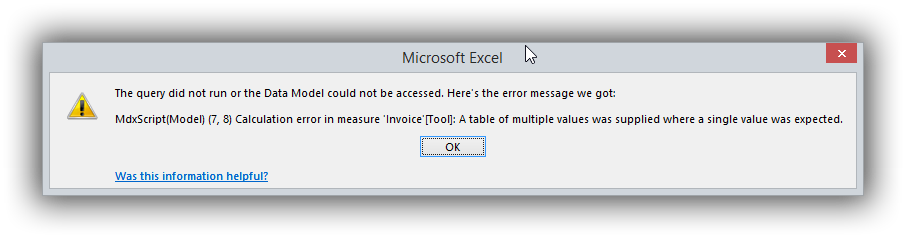 Microsoft Excel
The query did not run or the Data Model could not be accessed. Here's the error message we got:
MdxScript(Model) (7, 8) Calculation error in measure 'Invoice'[Tool]: A table of multiple values was supplied where a single value was expected.
OK
Was this information helpful?